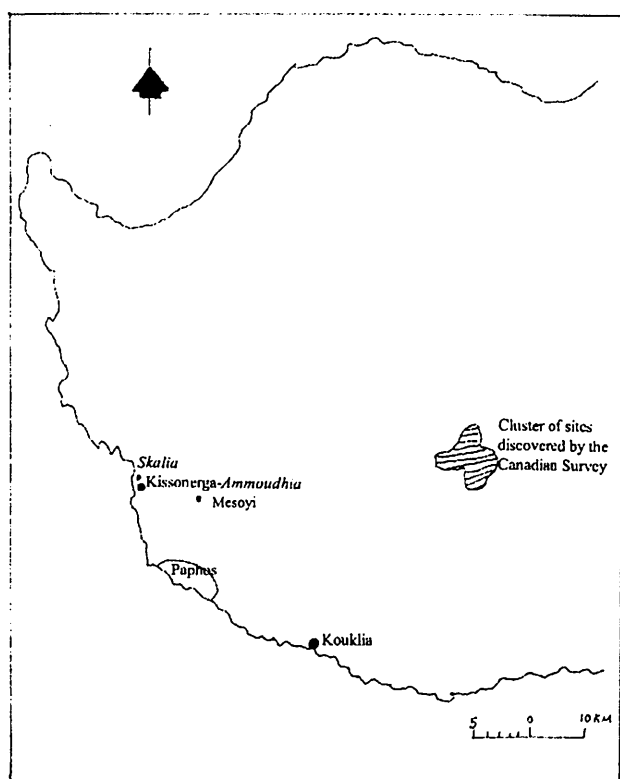 Cluster of sites
discovered by the
Canadian Survey
Skalia
Kissonerga-Ammoudhia
Mesoyi
Paphos
Kouklia
5 0 10 KM